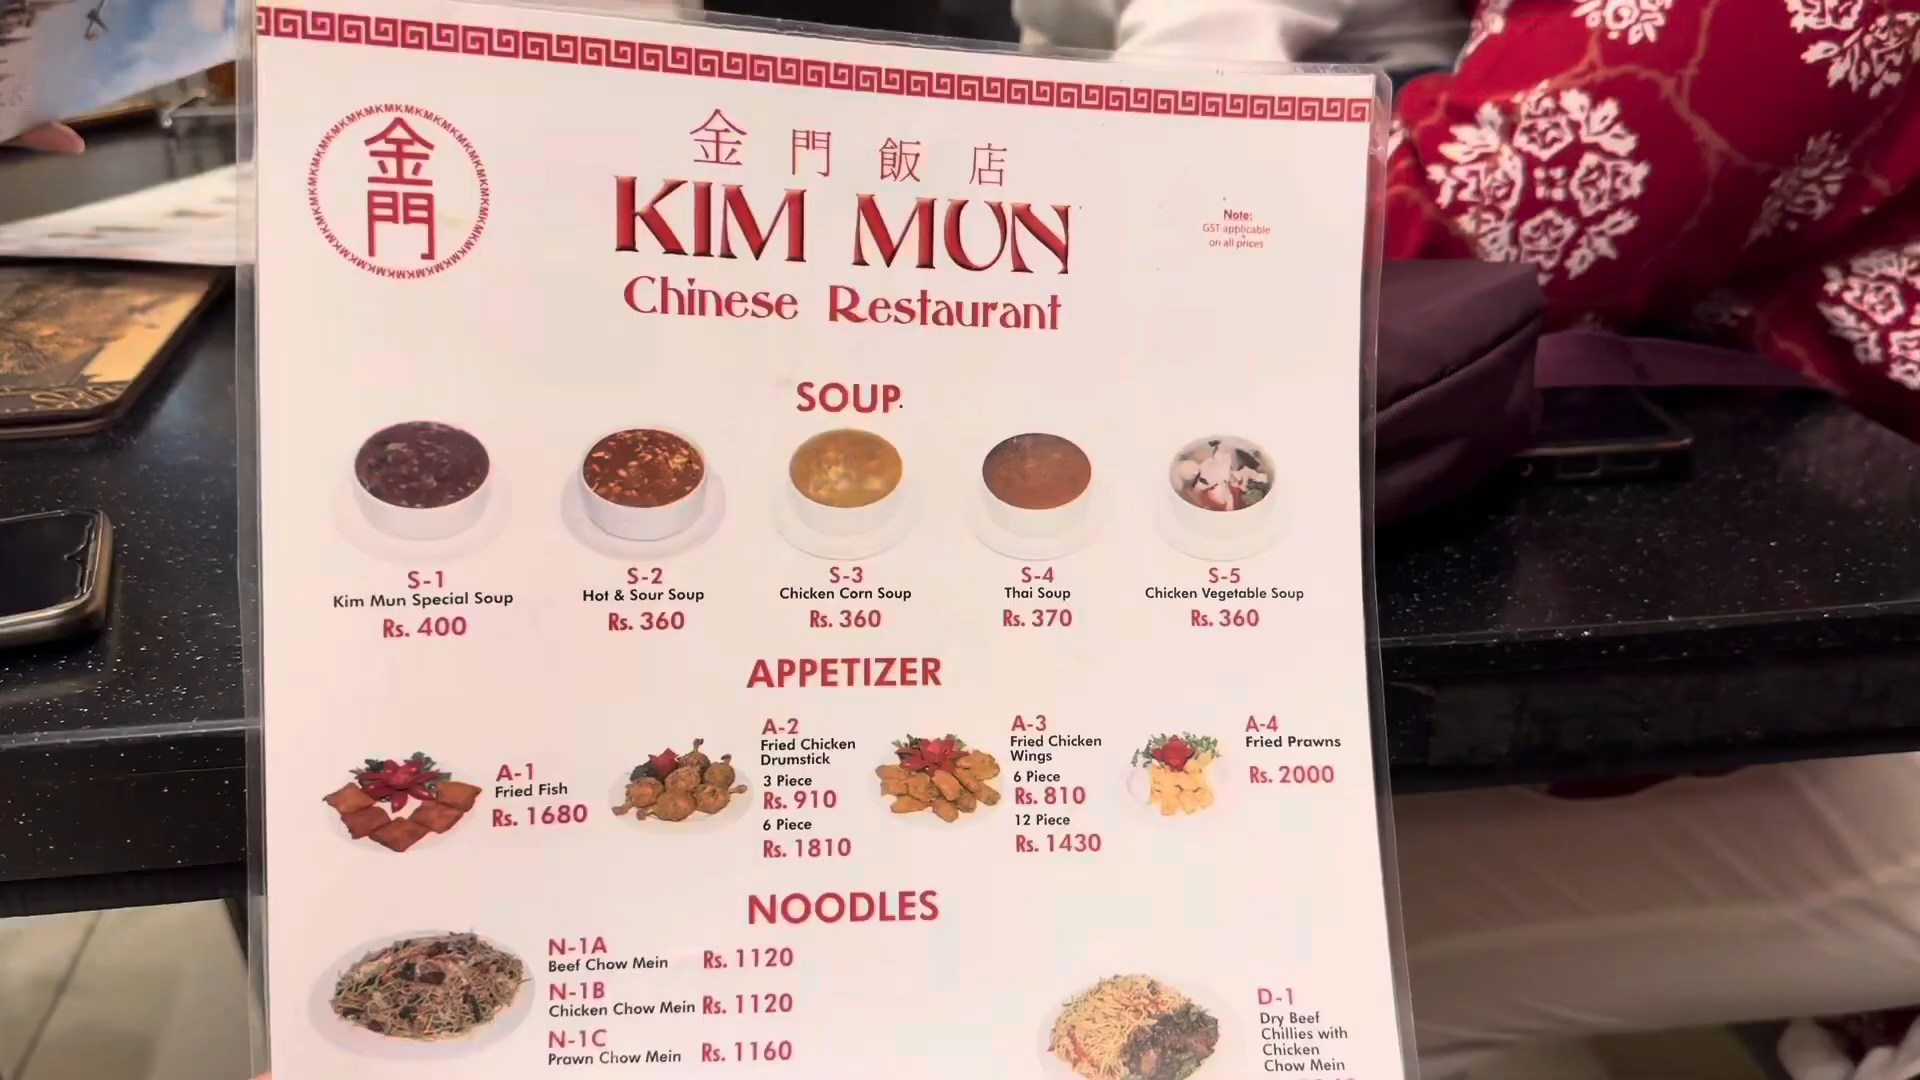 金門
金門飯店
KIM MUN
Chinese Restaurant
Note:
GST applicable
on all prices
SOUP.
S-1
Kim Mun Special Soup
Rs. 400
S-2
Hot & Sour Soup
Rs. 360
S-3
Chicken Corn Soup
Rs. 360
S-4
Thai Soup
Rs. 370
S-5
Chicken Vegetable Soup
Rs. 360
APPETIZER
A-1
Fried Fish
Rs. 1680
A-2
Fried Chicken
Drumstick
3 Piece
Rs. 910
6 Piece
Rs. 1810
A-3
Fried Chicken
Wings
6 Piece
Rs. 810
12 Piece
Rs. 1430
A-4
Fried Prawns
Rs. 2000
NOODLES
N-1A
Beef Chow Mein Rs. 1120
N-1B
Chicken Chow Mein Rs. 1120
N-1C
Prawn Chow Mein Rs. 1160
D-1
Dry Beef
Chillies with
Chicken
Chow Mein